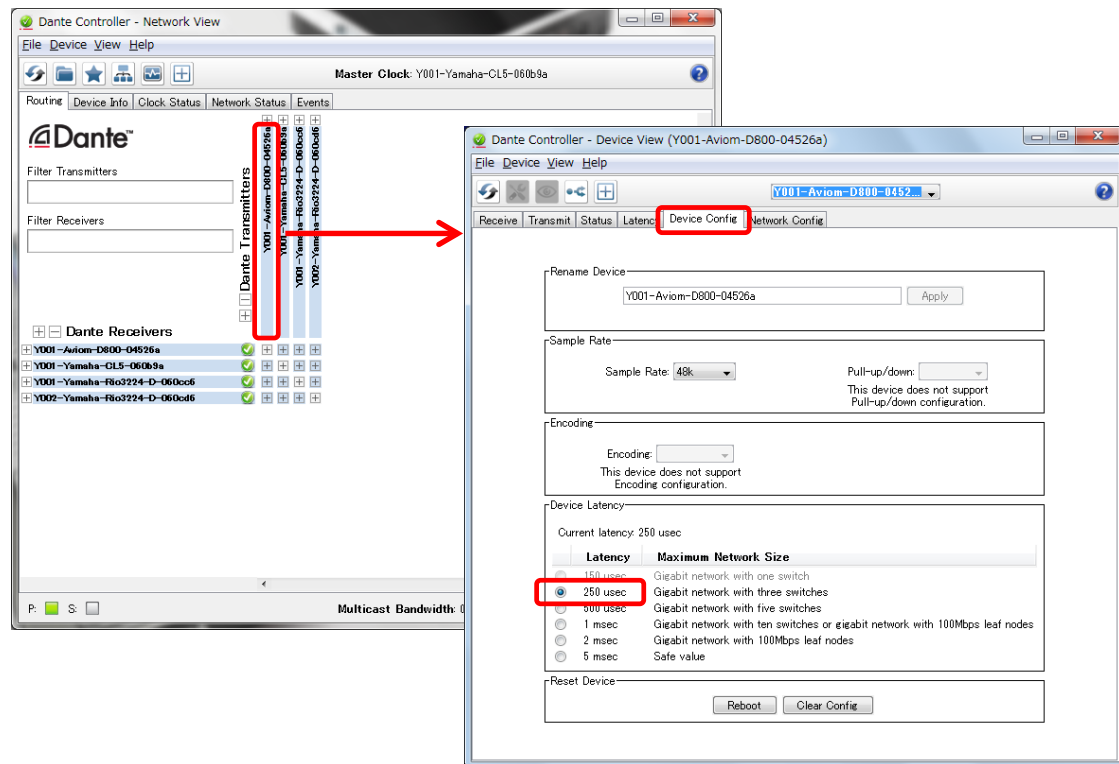 Dante Controller - Network View
File Device View Help
Master Clock: Y001-Yamaha-CL5-060b9a
Routing Device Info Clock Status Network Status Events
Dante™
Filter Transmitters
Filter Receivers
Dante Transmitters
Y001-Aviom-D800-04526a
Y001-Yamaha-CL5-060b9a
Y001-Yamaha-Rio3224-D-060cc6
Y002-Yamaha-Rio3224-D-060cd6
Dante Receivers
Y001-Aviom-D800-04526a
Y001-Yamaha-CL5-060b9a
Y001-Yamaha-Rio3224-D-060cc6
Y002-Yamaha-Rio3224-D-060cd6
P: S:
Multicast Bandwidth:
Dante Controller - Device View (Y001-Aviom-D800-04526a)
File Device View Help
Y001-Aviom-D800-0452...
Receive Transmit Status Latency Device Config Network Config
Rename Device
Y001-Aviom-D800-04526a Apply
Sample Rate
Sample Rate: 48k Pull-up/down:
This device does not support
Pull-up/down configuration.
Encoding
Encoding:
This device does not support
Encoding configuration.
Device Latency
Current latency: 250 usec
Latency Maximum Network Size
150 usec Gigabit network with one switch
250 usec Gigabit network with three switches
500 usec Gigabit network with five switches
1 msec Gigabit network with ten switches or gigabit network with 100Mbps leaf nodes
2 msec Gigabit network with 100Mbps leaf nodes
5 msec Safe value
Reset Device
Reboot Clear Config